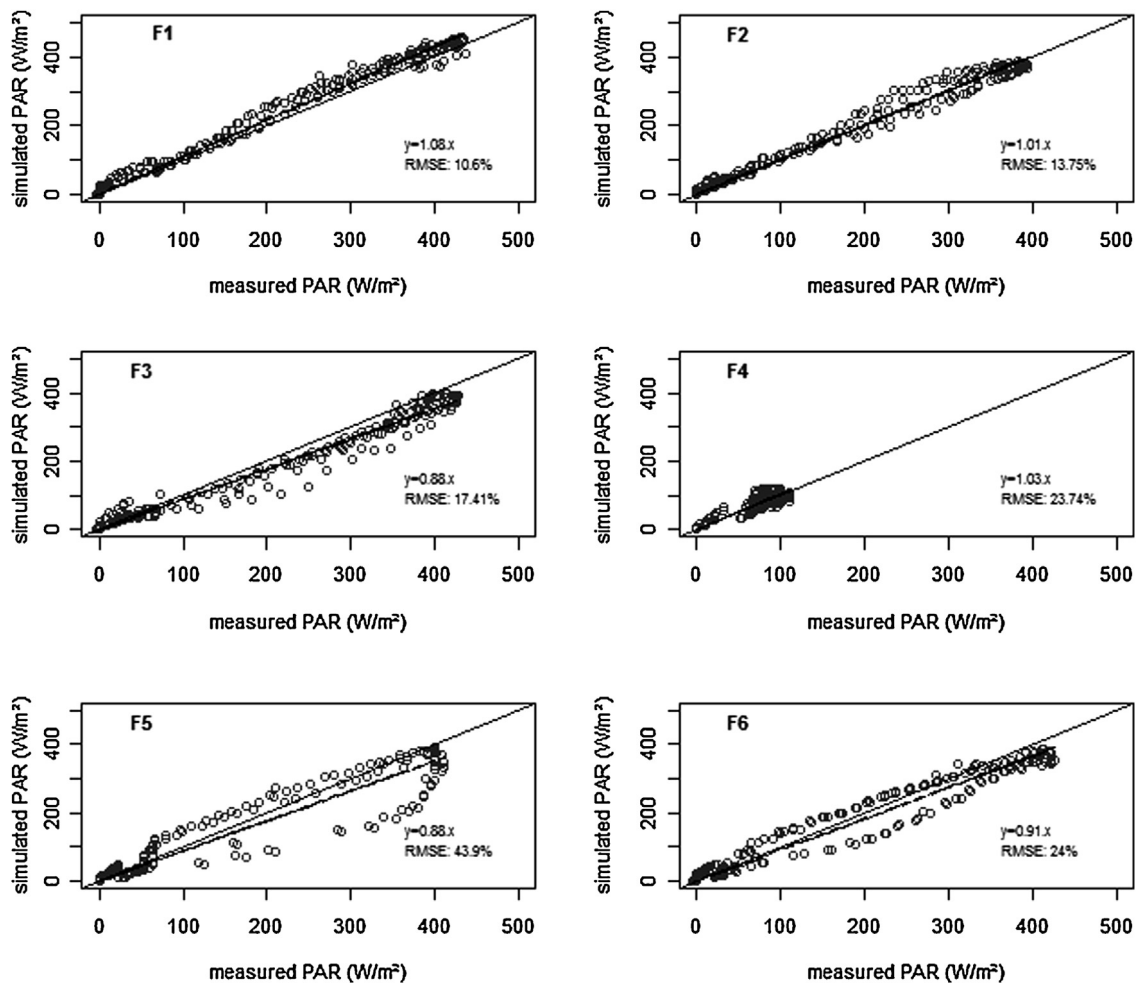 F1
simulated PAR (W/m²)
0 200 400
y=1.08.x
RMSE: 10.6%
0 100 200 300 400 500
measured PAR (W/m²)
F2
simulated PAR (W/m²)
0 200 400
y=1.01.x
RMSE: 13.75%
0 100 200 300 400 500
measured PAR (W/m²)
F3
simulated PAR (W/m²)
0 200 400
y=0.88.x
RMSE: 17.41%
0 100 200 300 400 500
measured PAR (W/m²)
F4
simulated PAR (W/m²)
0 200 400
y=1.03.x
RMSE: 23.74%
0 100 200 300 400 500
measured PAR (W/m²)
F5
simulated PAR (W/m²)
0 200 400
y=0.88.x
RMSE: 43.9%
0 100 200 300 400 500
measured PAR (W/m²)
F6
simulated PAR (W/m²)
0 200 400
y=0.91.x
RMSE: 24%
0 100 200 300 400 500
measured PAR (W/m²)